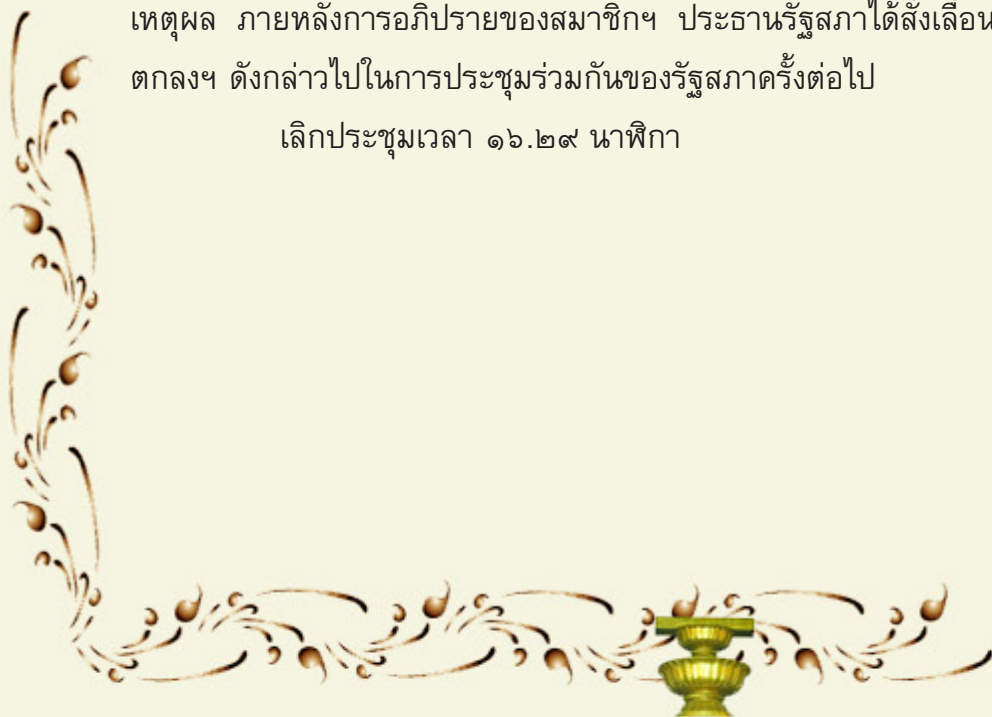 เหตุผล ภายหลังการอภิปรายของสมาชิกฯ ประธานรัฐสภาได้สั่งเลื่อน
ตกลงฯ ดังกล่าวไปในการประชุมร่วมกันของรัฐสภาครั้งต่อไป
เลิกประชุมเวลา ๑๖.๒๙ นาฬิกา